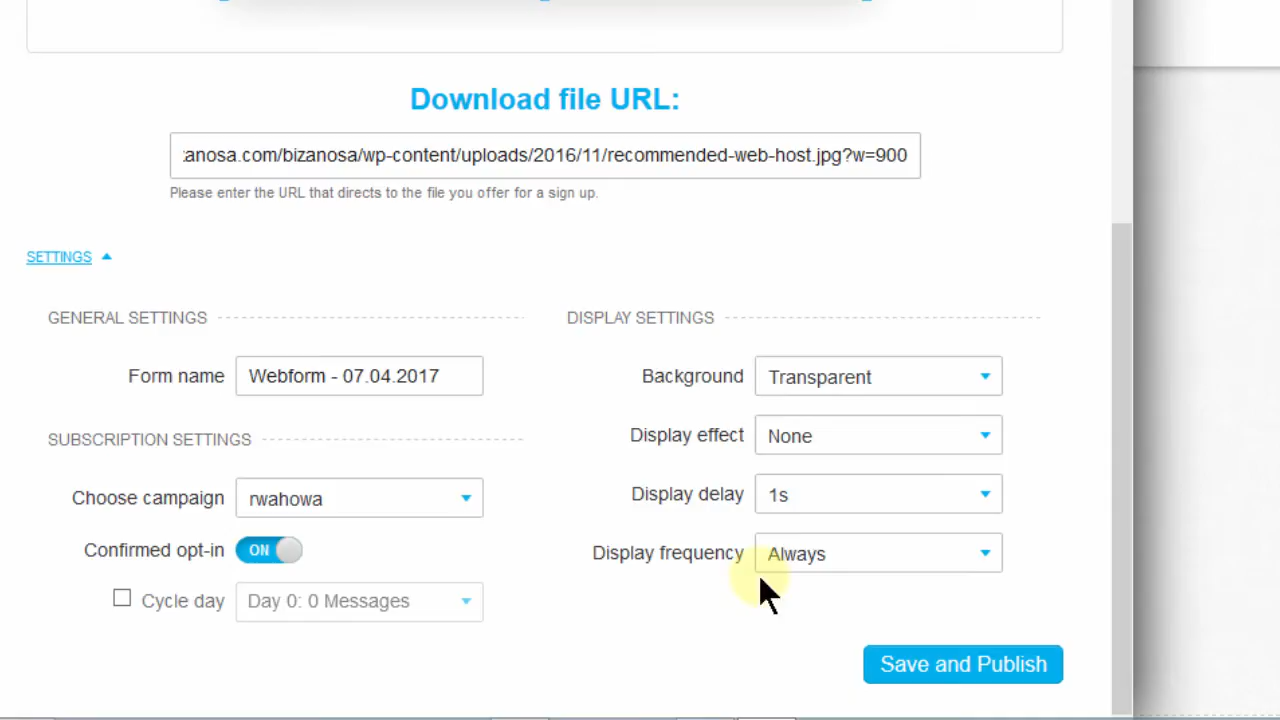 Download file URL:
:anosa.com/bizanosa/wp-content/uploads/2016/11/recommended-web-host.jpg?w=900
Please enter the URL that directs to the file you offer for a sign up.
SETTINGS
GENERAL SETTINGS
Form name Webform - 07.04.2017
SUBSCRIPTION SETTINGS
Choose campaign rwahowa
Confirmed opt-in ON
Cycle day Day 0: 0 Messages
DISPLAY SETTINGS
Background Transparent
Display effect None
Display delay 1s
Display frequency Always
Save and Publish